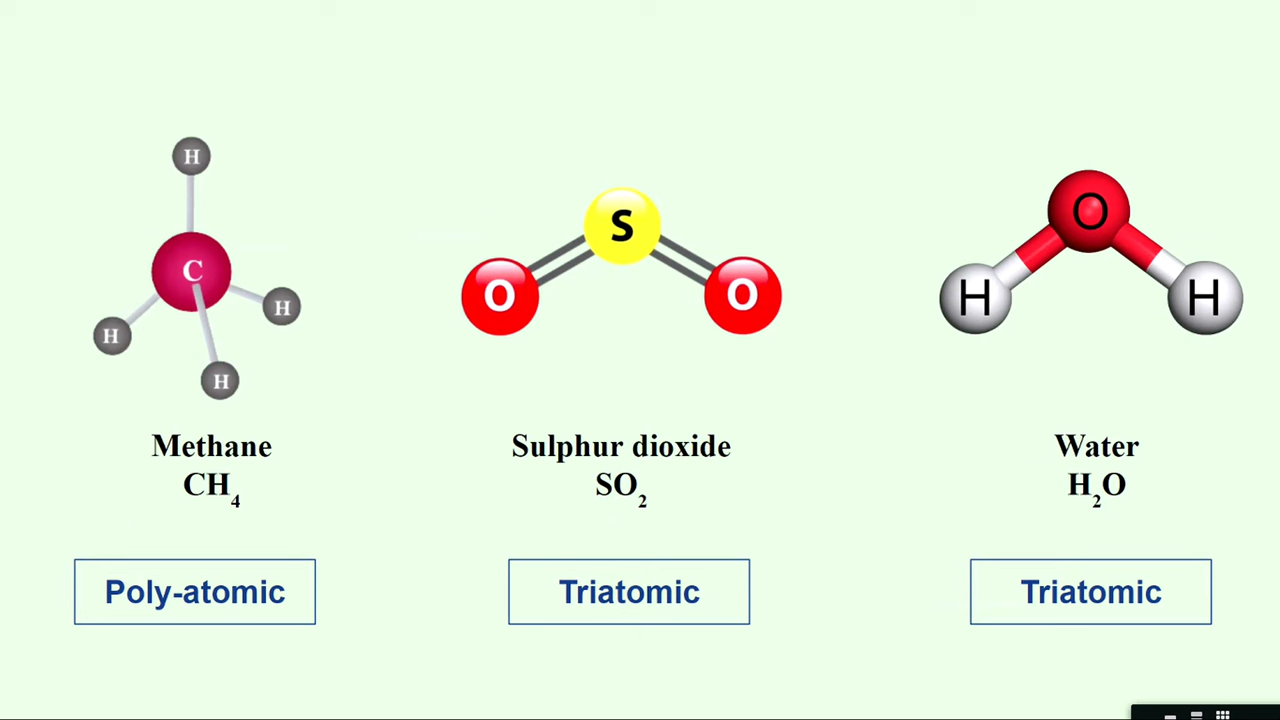 H
C
H
H
H
Methane
CH₄
Poly-atomic
S
O
O
Sulphur dioxide
SO₂
Triatomic
O
H
H
Water
H₂O
Triatomic